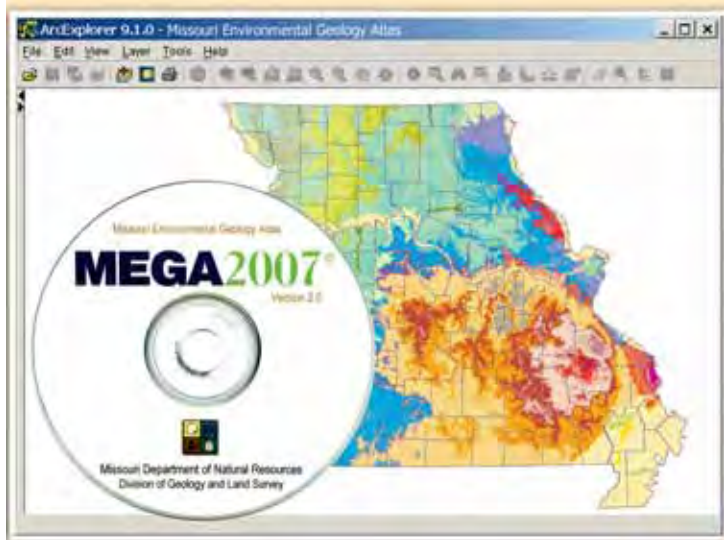 ArcExplorer 9.1.0 - Missouri Environmental Geology Atlas
File Edit View Layer Tools Help
Missouri Environmental Geology Atlas
MEGA2007©
Version 2.0
Missouri Department of Natural Resources
Division of Geology and Land Survey